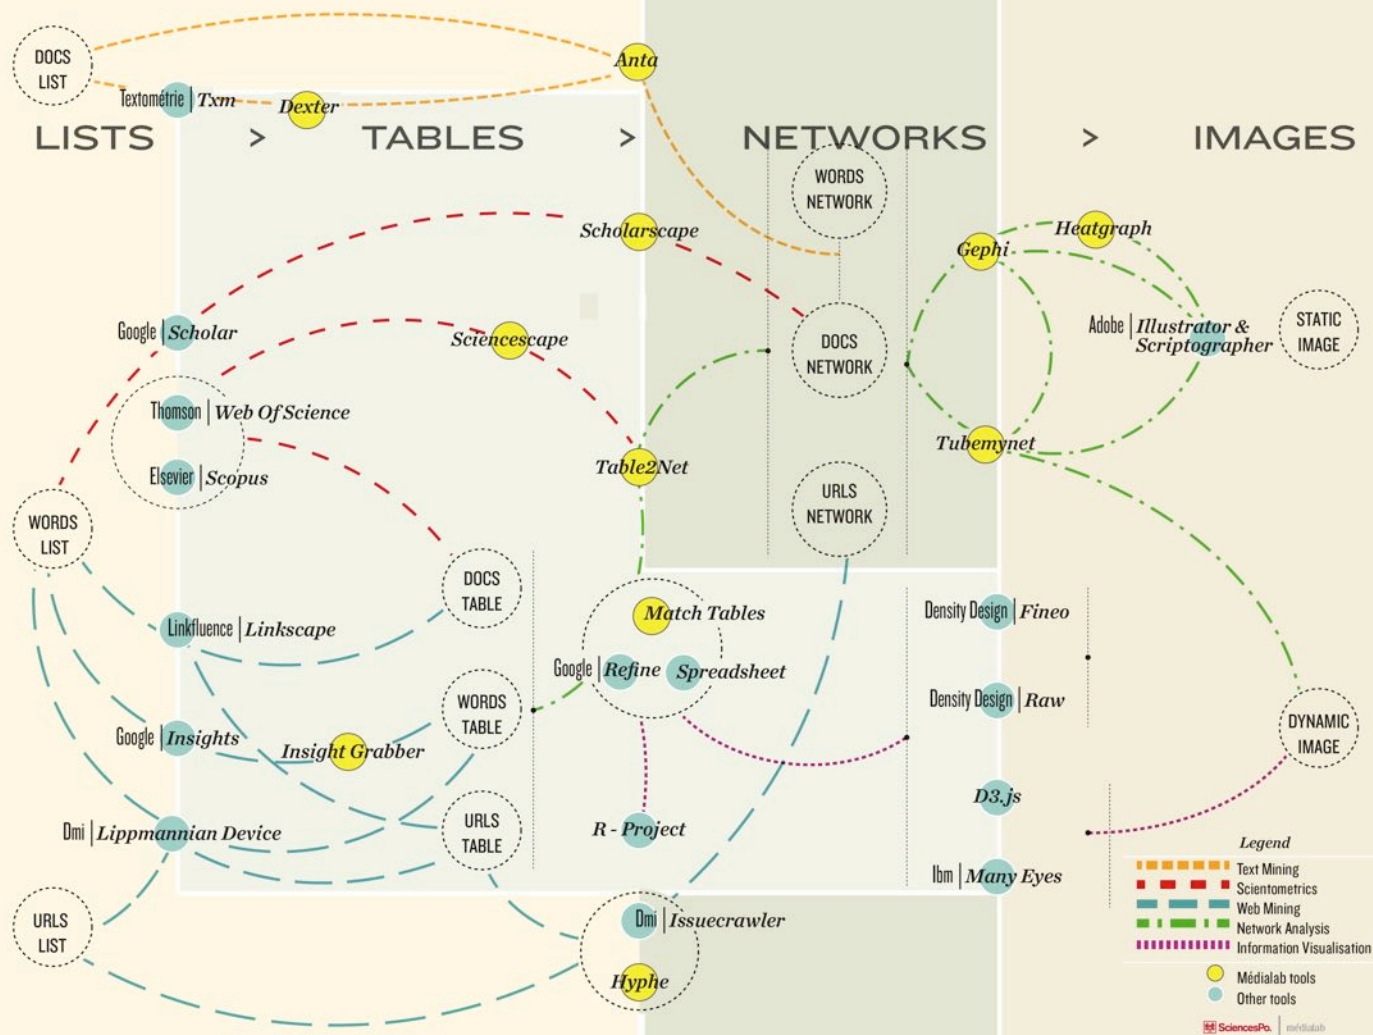 DOCS
LIST
Anta
Textométrie | Txm
Dexter
LISTS > TABLES > NETWORKS > IMAGES
WORDS
NETWORK
Scholarscape
Heatgraph
Gephi
Google | Scholar
Sciencescape
DOCS
NETWORK
Adobe | Illustrator &
Scriptographer
STATIC
IMAGE
Thomson | Web Of Science
Elsevier | Scopus
Table2Net
Tubemynet
URLS
NETWORK
WORDS
LIST
DOCS
TABLE
Match Tables
Density Design | Fineo
Linkfluence | Linkscape
Google | Refine
Spreadsheet
WORDS
TABLE
Density Design | Raw
Google | Insights
Insight Grabber
DYNAMIC
IMAGE
Dmi | Lippmannian Device
URLS
TABLE
R - Project
D3.js
Ibm | Many Eyes
URLS
LIST
Dmi | Issuecrawler
Hyphe
Legend
Text Mining
Scientometrics
Web Mining
Network Analysis
Information Visualisation
Médialab tools
Other tools
SciencesPo. | médialab